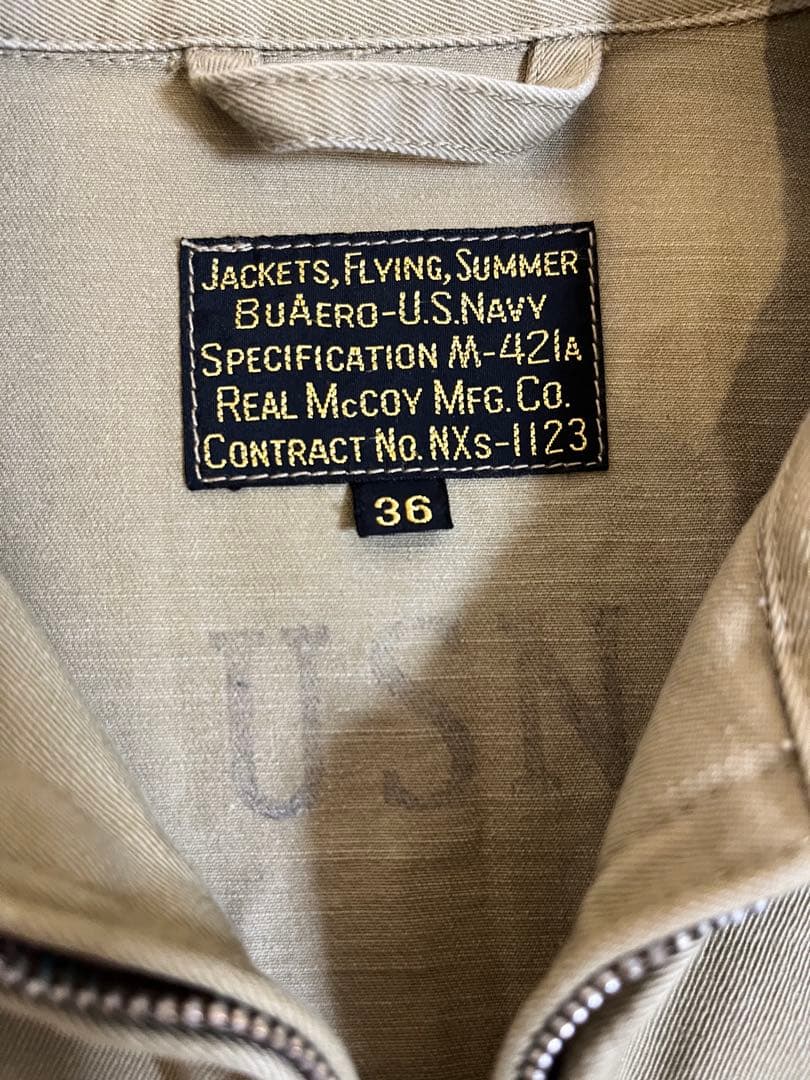 JACKETS, FLYING, SUMMER
BUAERO-U.S.NAVY
SPECIFICATION M-421A
REAL McCOY MFG. CO.
CONTRACT No. NXs-1123
36
USN